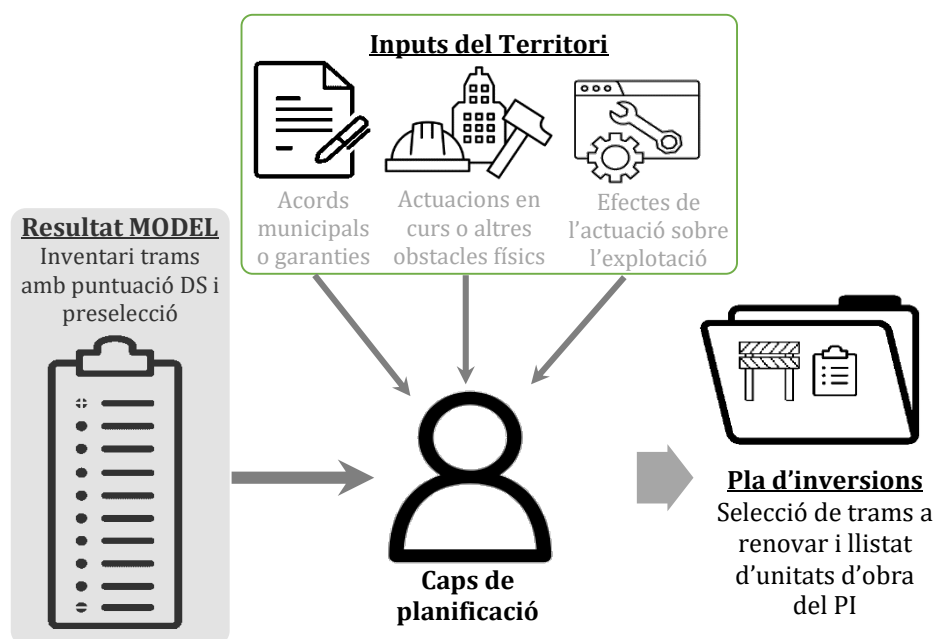 Inputs del Territori
Acords
municipals
o garanties
Actuacions en
curs o altres
obstacles físics
Efectes de
l'actuació sobre
l'explotació
Resultat MODEL
Inventari trams
amb puntuació DS i
preselecció
Caps de
planificació
Pla d'inversions
Selecció de trams a
renovar i llistat
d'unitats d'obra
del PI